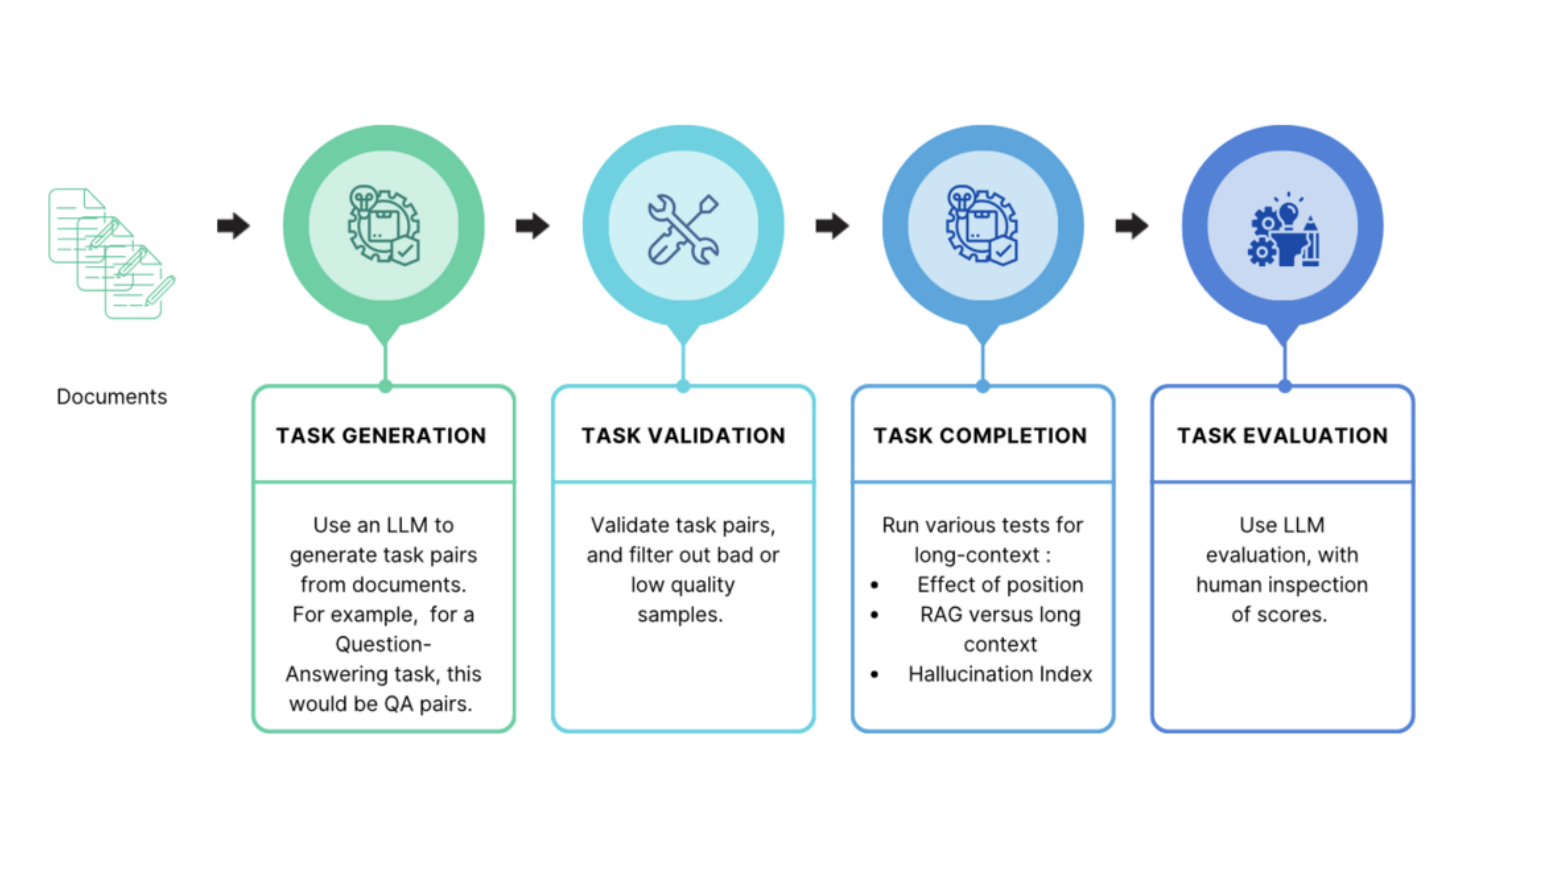 Documents
TASK GENERATION
Use an LLM to
generate task pairs
from documents.
For example,  for a
Question-
Answering task, this
would be QA pairs.
TASK VALIDATION
Validate task pairs,
and filter out bad or
low quality
samples.
TASK COMPLETION
Run various tests for
long-context :
• Effect of position
• RAG versus long
context
• Hallucination Index
TASK EVALUATION
Use LLM
evaluation, with
human inspection
of scores.